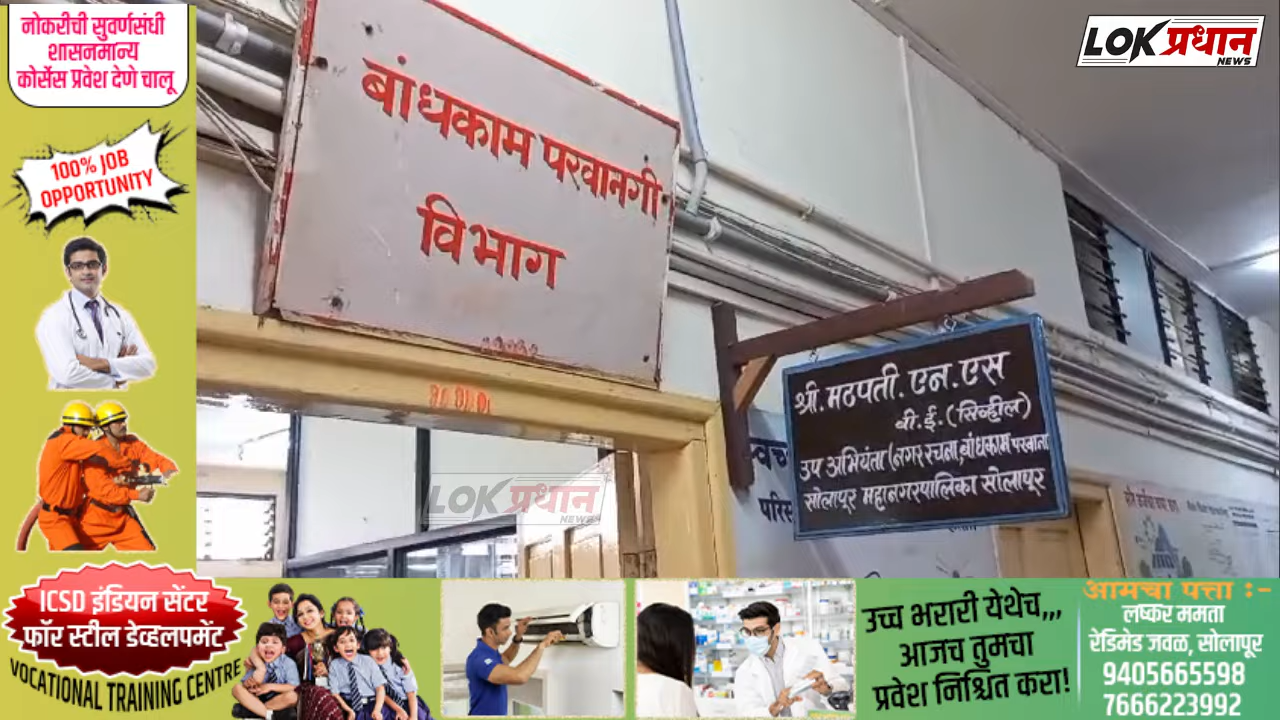 नोकरीची सुवर्णसंधी
शासनमान्य
कोर्सेस प्रवेश देणे चालू
100% JOB
OPPORTUNITY
LOK प्रधान
NEWS
बांधकाम परवानगी
विभाग
श्री. मठपती. एन. एस
बी.ई. (सिव्हील)
उप अभियंता (नगर रचना, बांधकाम परवाना
सोलापूर महानगरपालिका सोलापूर
LOK प्रधान
NEWS
ICSD इंडियन सेंटर
फॉर स्टील डेव्हलपमेंट
VOCATIONAL TRAINING CENTRE
उच्च भरारी येथेच,,,
आजच तुमचा
प्रवेश निश्चित करा!
आमचा पत्ता :-
लष्कर ममता
रेडिमेड जवळ, सोलापूर
9405665598
7666223992